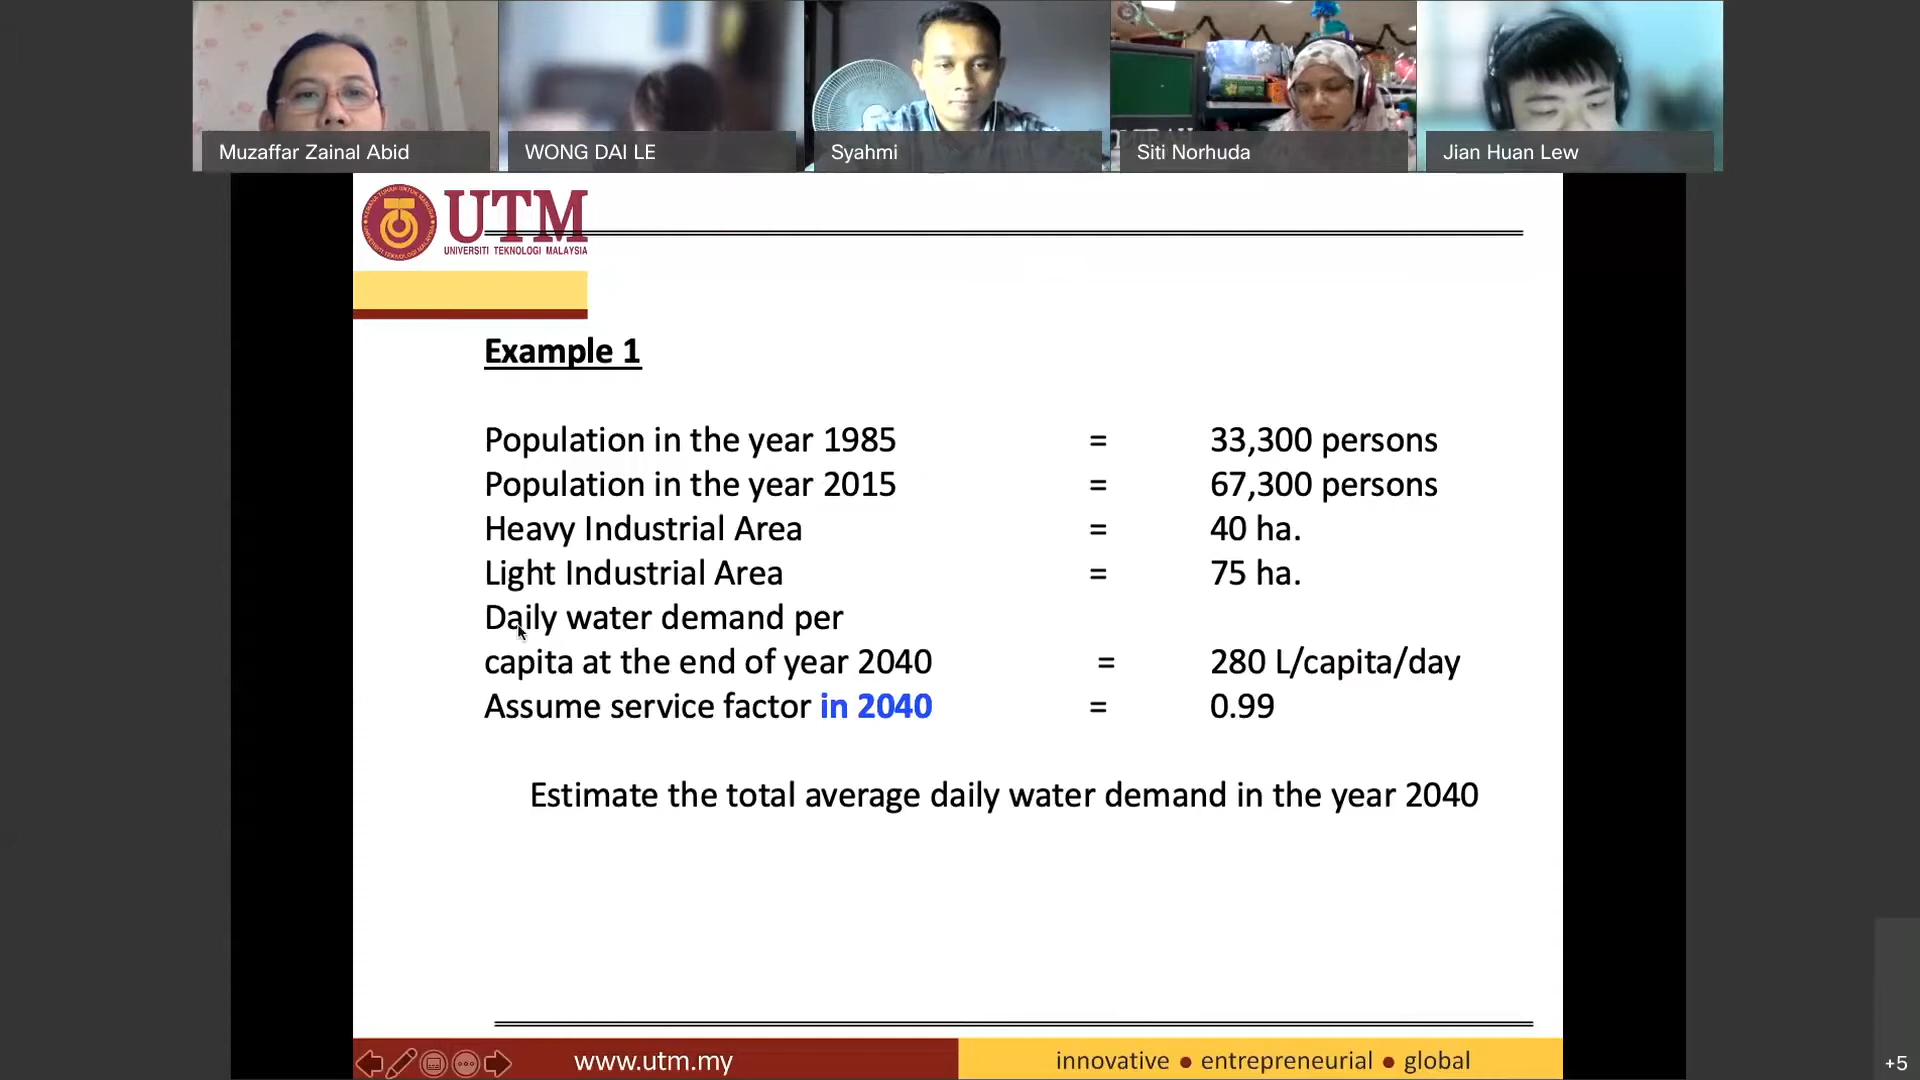 Muzaffar Zainal Abid
WONG DAI LE
Syahmi
Siti Norhuda
Jian Huan Lew
UTM
UNIVERSITI TEKNOLOGI MALAYSIA
Example 1
Population in the year 1985 = 33,300 persons
Population in the year 2015 = 67,300 persons
Heavy Industrial Area = 40 ha.
Light Industrial Area = 75 ha.
Daily water demand per
capita at the end of year 2040 = 280 L/capita/day
Assume service factor in 2040 = 0.99
Estimate the total average daily water demand in the year 2040
www.utm.my
innovative ● entrepreneurial ● global
+5